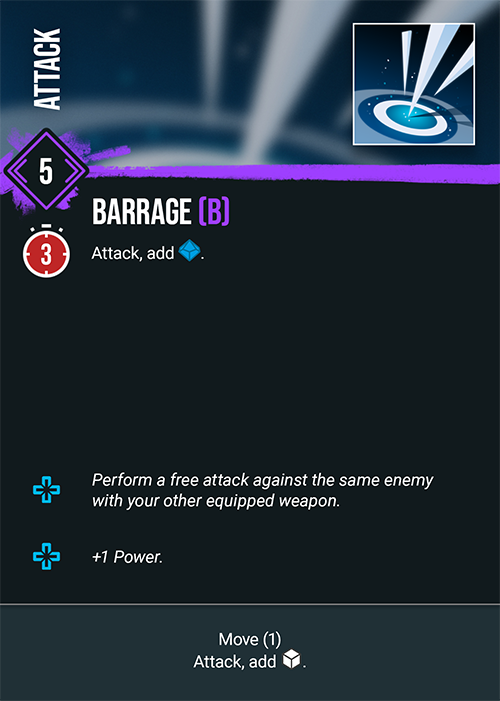 ATTACK
5
BARRAGE (B)
3
Attack, add .
Perform a free attack against the same enemy
with your other equipped weapon.
+1 Power.
Move (1)
Attack, add .